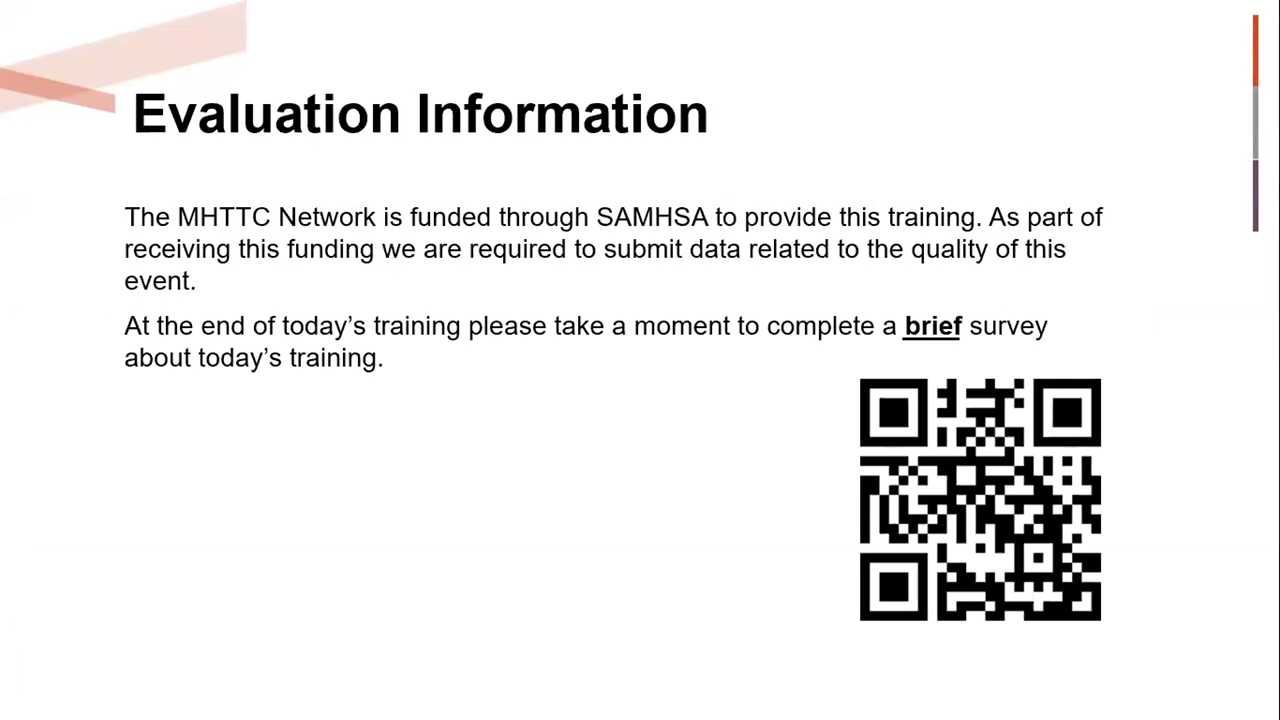 Evaluation Information
The MHTTC Network is funded through SAMHSA to provide this training. As part of
receiving this funding we are required to submit data related to the quality of this
event.
At the end of today’s training please take a moment to complete a brief survey
about today’s training.